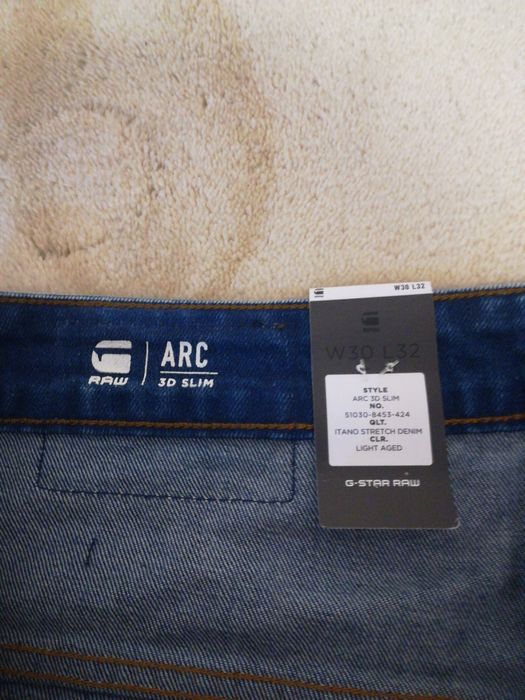 W30 L32
W30 L32
RAW
ARC
3D SLIM
STYLE
ARC 3D SLIM
NO.
51030-8453-424
QLT.
ITANO STRETCH DENIM
CLR.
LIGHT AGED
G-STAR RAW